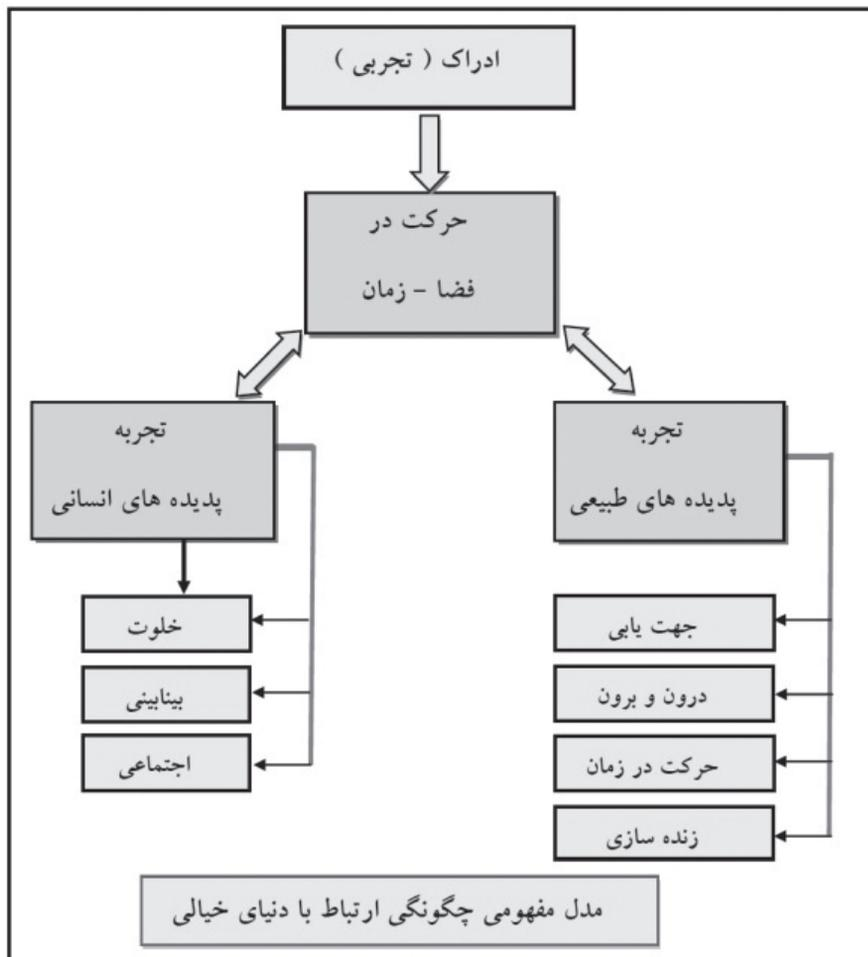 ادراک ( تجربی )
حرکت در
فضا - زمان
تجربه
پدیده های طبیعی
جهت یابی
درون و برون
حرکت در زمان
زنده سازی
تجربه
پدیده های انسانی
خلوت
بینابینی
اجتماعی
مدل مفهومی چگونگی ارتباط با دنیای خیالی